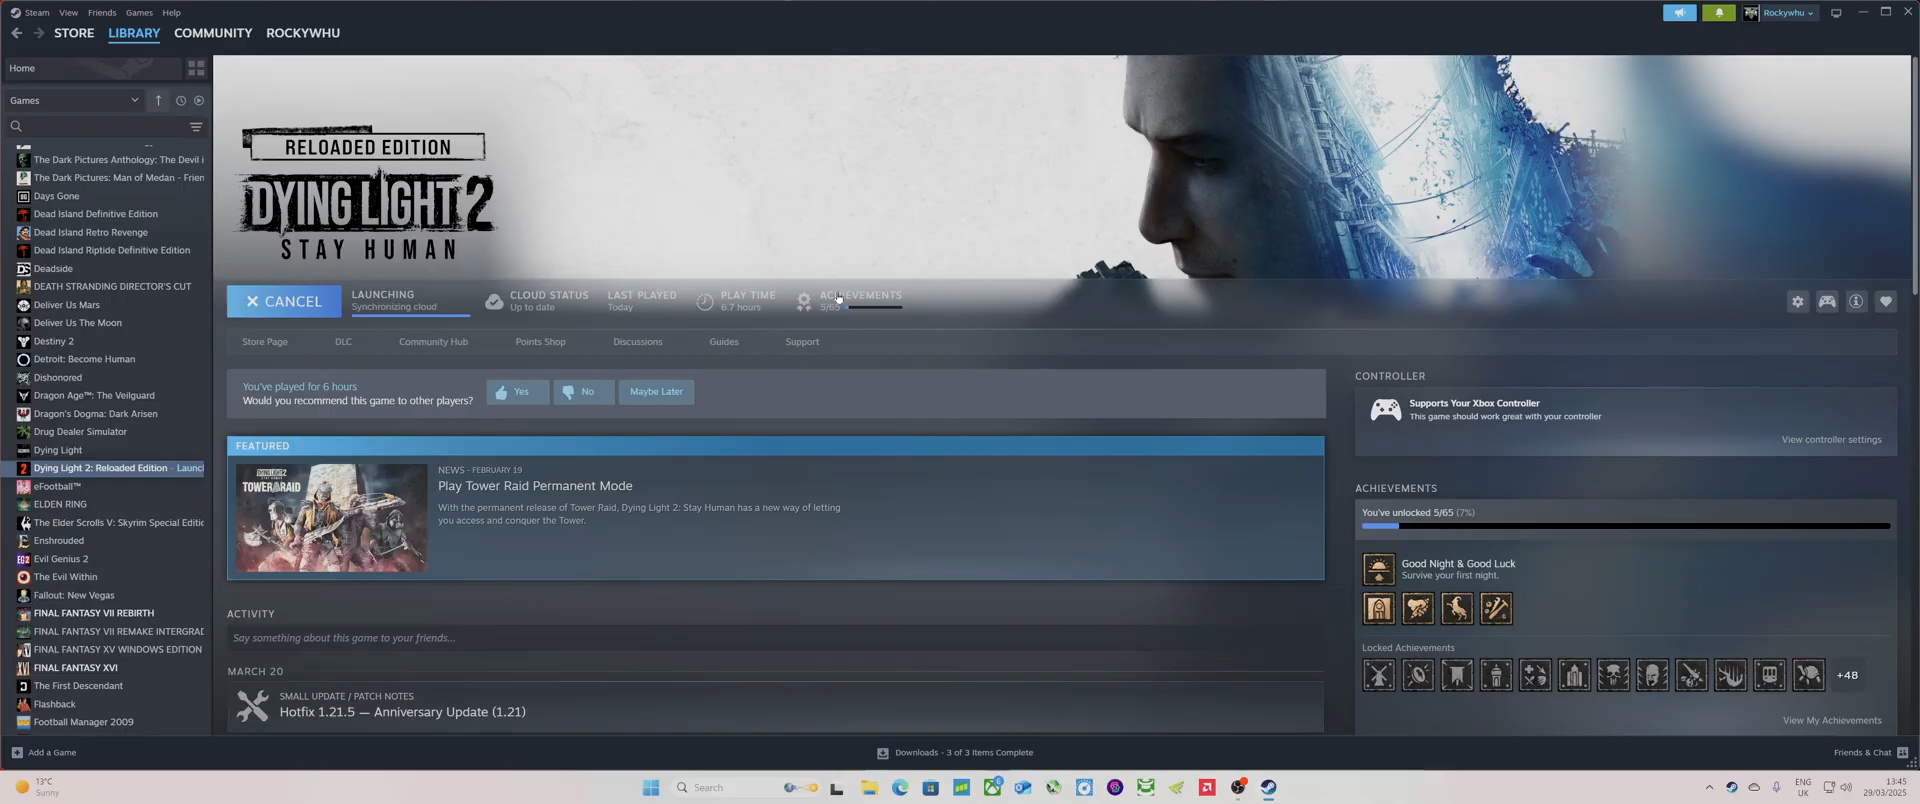 Steam View Friends Games Help
Rockywhu
STORE LIBRARY COMMUNITY ROCKYWHU
Home
Games
The Dark Pictures Anthology: The Devil i
The Dark Pictures: Man of Medan - Frien
Days Gone
Dead Island Definitive Edition
Dead Island Retro Revenge
Dead Island Riptide Definitive Edition
Deadside
DEATH STRANDING DIRECTOR'S CUT
Deliver Us Mars
Deliver Us The Moon
Destiny 2
Detroit: Become Human
Dishonored
Dragon Age™: The Veilguard
Dragon's Dogma: Dark Arisen
Drug Dealer Simulator
Dying Light
Dying Light 2: Reloaded Edition - Launcl
eFootball™
ELDEN RING
The Elder Scrolls V: Skyrim Special Editic
Enshrouded
Evil Genius 2
The Evil Within
Fallout: New Vegas
FINAL FANTASY VII REBIRTH
FINAL FANTASY VII REMAKE INTERGRAD
FINAL FANTASY XV WINDOWS EDITION
FINAL FANTASY XVI
The First Descendant
Flashback
Football Manager 2009
RELOADED EDITION
DYING LIGHT 2
STAY HUMAN
CANCEL
LAUNCHING
Synchronizing cloud
CLOUD STATUS
Up to date
LAST PLAYED
Today
PLAY TIME
6.7 hours
ACHIEVEMENTS
5/65
Store Page DLC Community Hub Points Shop Discussions Guides Support
You've played for 6 hours
Would you recommend this game to other players?
Yes No Maybe Later
FEATURED
DYING LIGHT 2
TOWER RAID
NEWS - FEBRUARY 19
Play Tower Raid Permanent Mode
With the permanent release of Tower Raid, Dying Light 2: Stay Human has a new way of letting
you access and conquer the Tower.
ACTIVITY
Say something about this game to your friends...
MARCH 20
SMALL UPDATE / PATCH NOTES
Hotfix 1.21.5 — Anniversary Update (1.21)
CONTROLLER
Supports Your Xbox Controller
This game should work great with your controller
View controller settings
ACHIEVEMENTS
You've unlocked 5/65 (7%)
Good Night & Good Luck
Survive your first night.
Locked Achievements
+48
View My Achievements
Add a Game
Downloads - 3 of 3 Items Complete
Friends & Chat
13°C
Sunny
Search
6
ENG
UK
13:45
29/03/2025